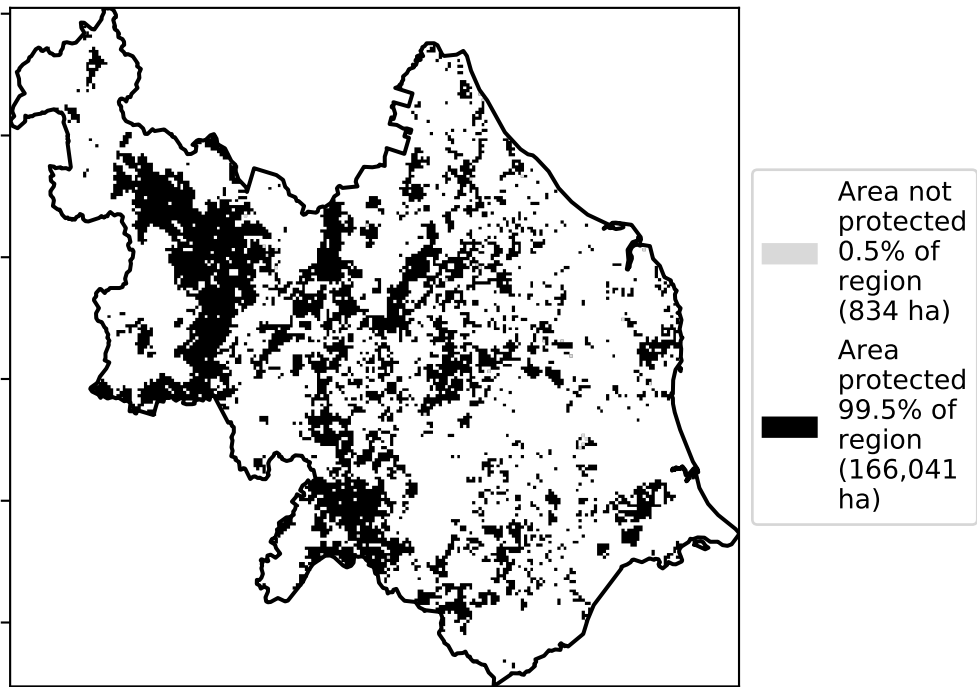 Area not
protected
0.5% of
region
(834 ha)
Area
protected
99.5% of
region
(166,041
ha)